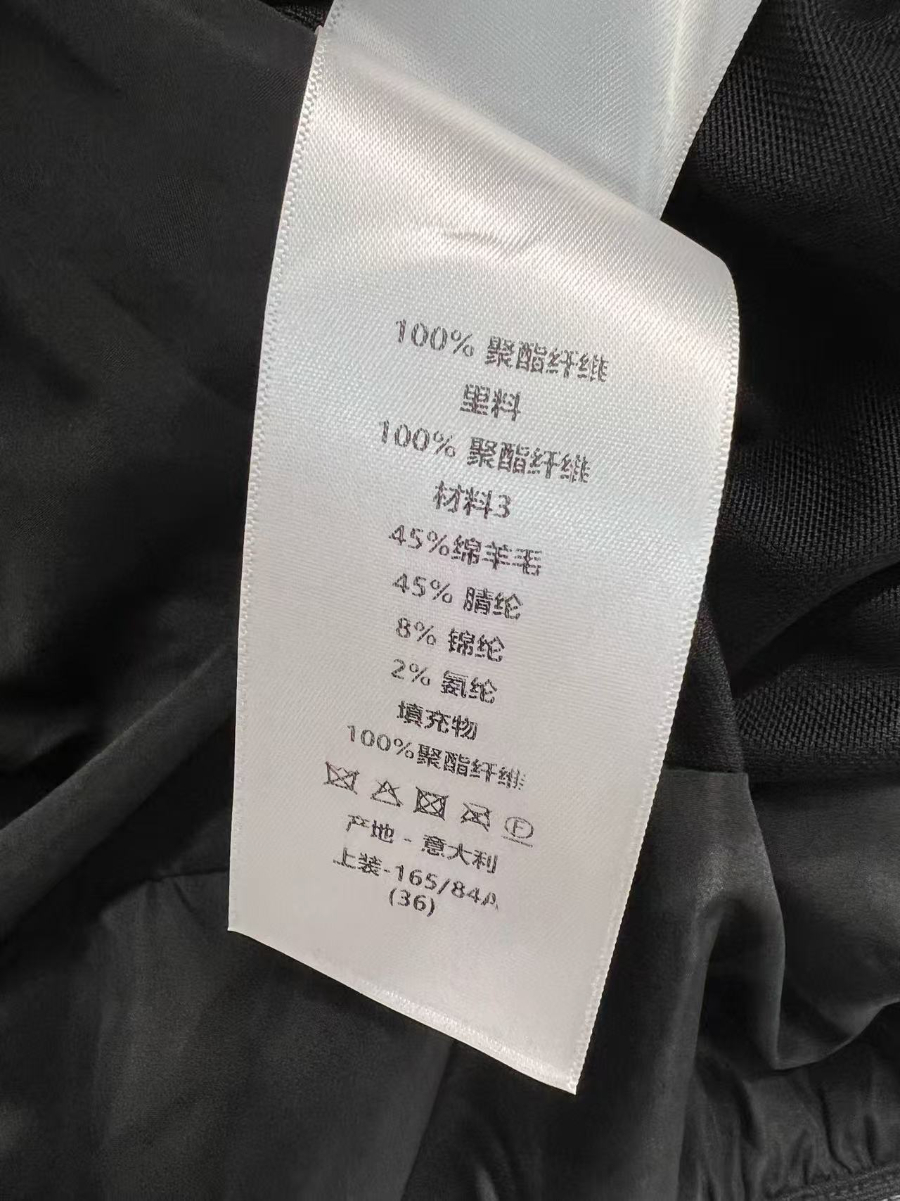 100% 聚酯纤维
里料
100% 聚酯纤维
材料3
45%绵羊毛
45% 腈纶
8% 锦纶
2% 氨纶
填充物
100%聚酯纤维
F
产地 - 意大利
上装-165/84A
(36)